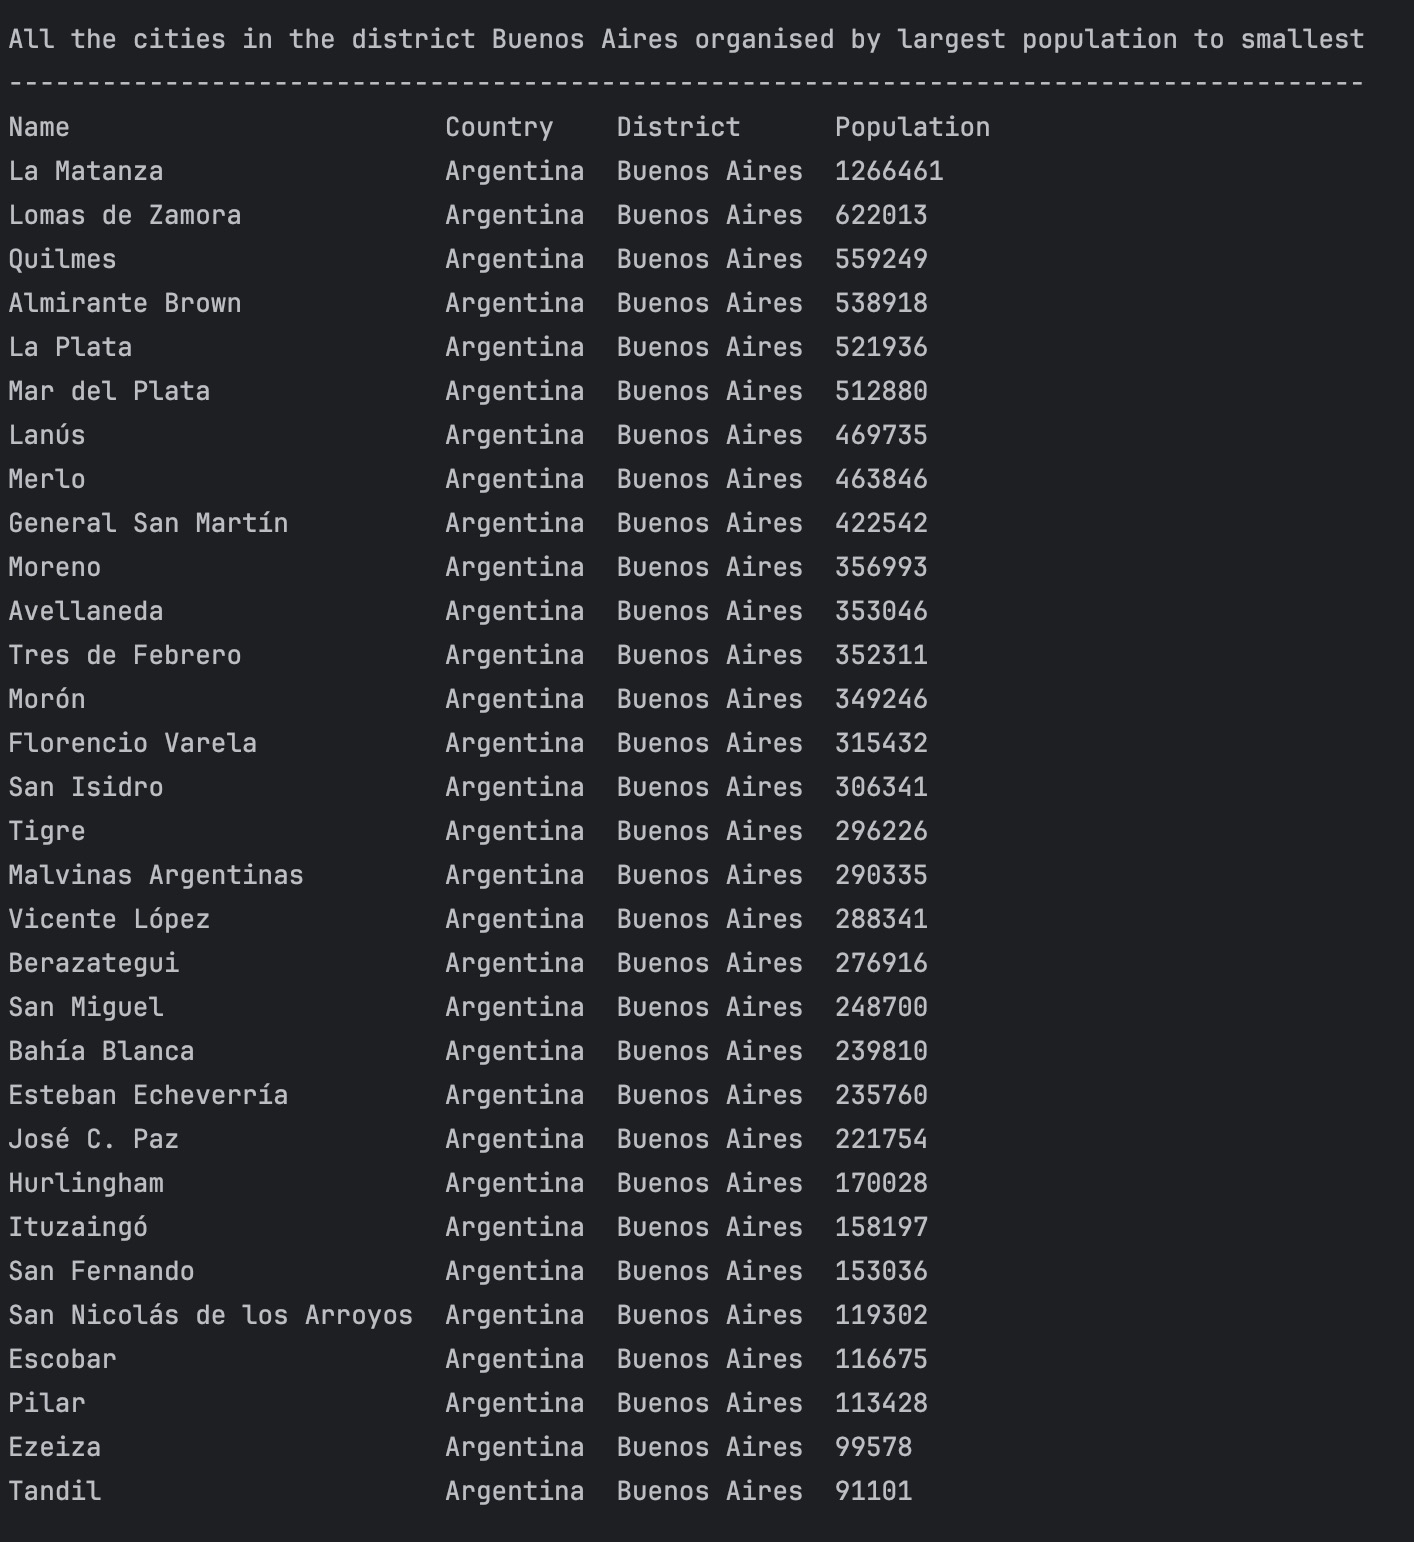 All the cities in the district Buenos Aires organised by largest population to smallest
---------------------------------------------------------------------------------------
Name                        Country    District      Population
La Matanza                  Argentina  Buenos Aires  1266461
Lomas de Zamora             Argentina  Buenos Aires  622013
Quilmes                     Argentina  Buenos Aires  559249
Almirante Brown             Argentina  Buenos Aires  538918
La Plata                    Argentina  Buenos Aires  521936
Mar del Plata               Argentina  Buenos Aires  512880
Lanús                       Argentina  Buenos Aires  469735
Merlo                       Argentina  Buenos Aires  463846
General San Martín          Argentina  Buenos Aires  422542
Moreno                      Argentina  Buenos Aires  356993
Avellaneda                  Argentina  Buenos Aires  353046
Tres de Febrero             Argentina  Buenos Aires  352311
Morón                       Argentina  Buenos Aires  349246
Florencio Varela            Argentina  Buenos Aires  315432
San Isidro                  Argentina  Buenos Aires  306341
Tigre                       Argentina  Buenos Aires  296226
Malvinas Argentinas         Argentina  Buenos Aires  290335
Vicente López               Argentina  Buenos Aires  288341
Berazategui                 Argentina  Buenos Aires  276916
San Miguel                  Argentina  Buenos Aires  248700
Bahía Blanca                Argentina  Buenos Aires  239810
Esteban Echeverría          Argentina  Buenos Aires  235760
José C. Paz                 Argentina  Buenos Aires  221754
Hurlingham                  Argentina  Buenos Aires  170028
Ituzaingó                   Argentina  Buenos Aires  158197
San Fernando                Argentina  Buenos Aires  153036
San Nicolás de los Arroyos  Argentina  Buenos Aires  119302
Escobar                     Argentina  Buenos Aires  116675
Pilar                       Argentina  Buenos Aires  113428
Ezeiza                      Argentina  Buenos Aires  99578
Tandil                      Argentina  Buenos Aires  91101